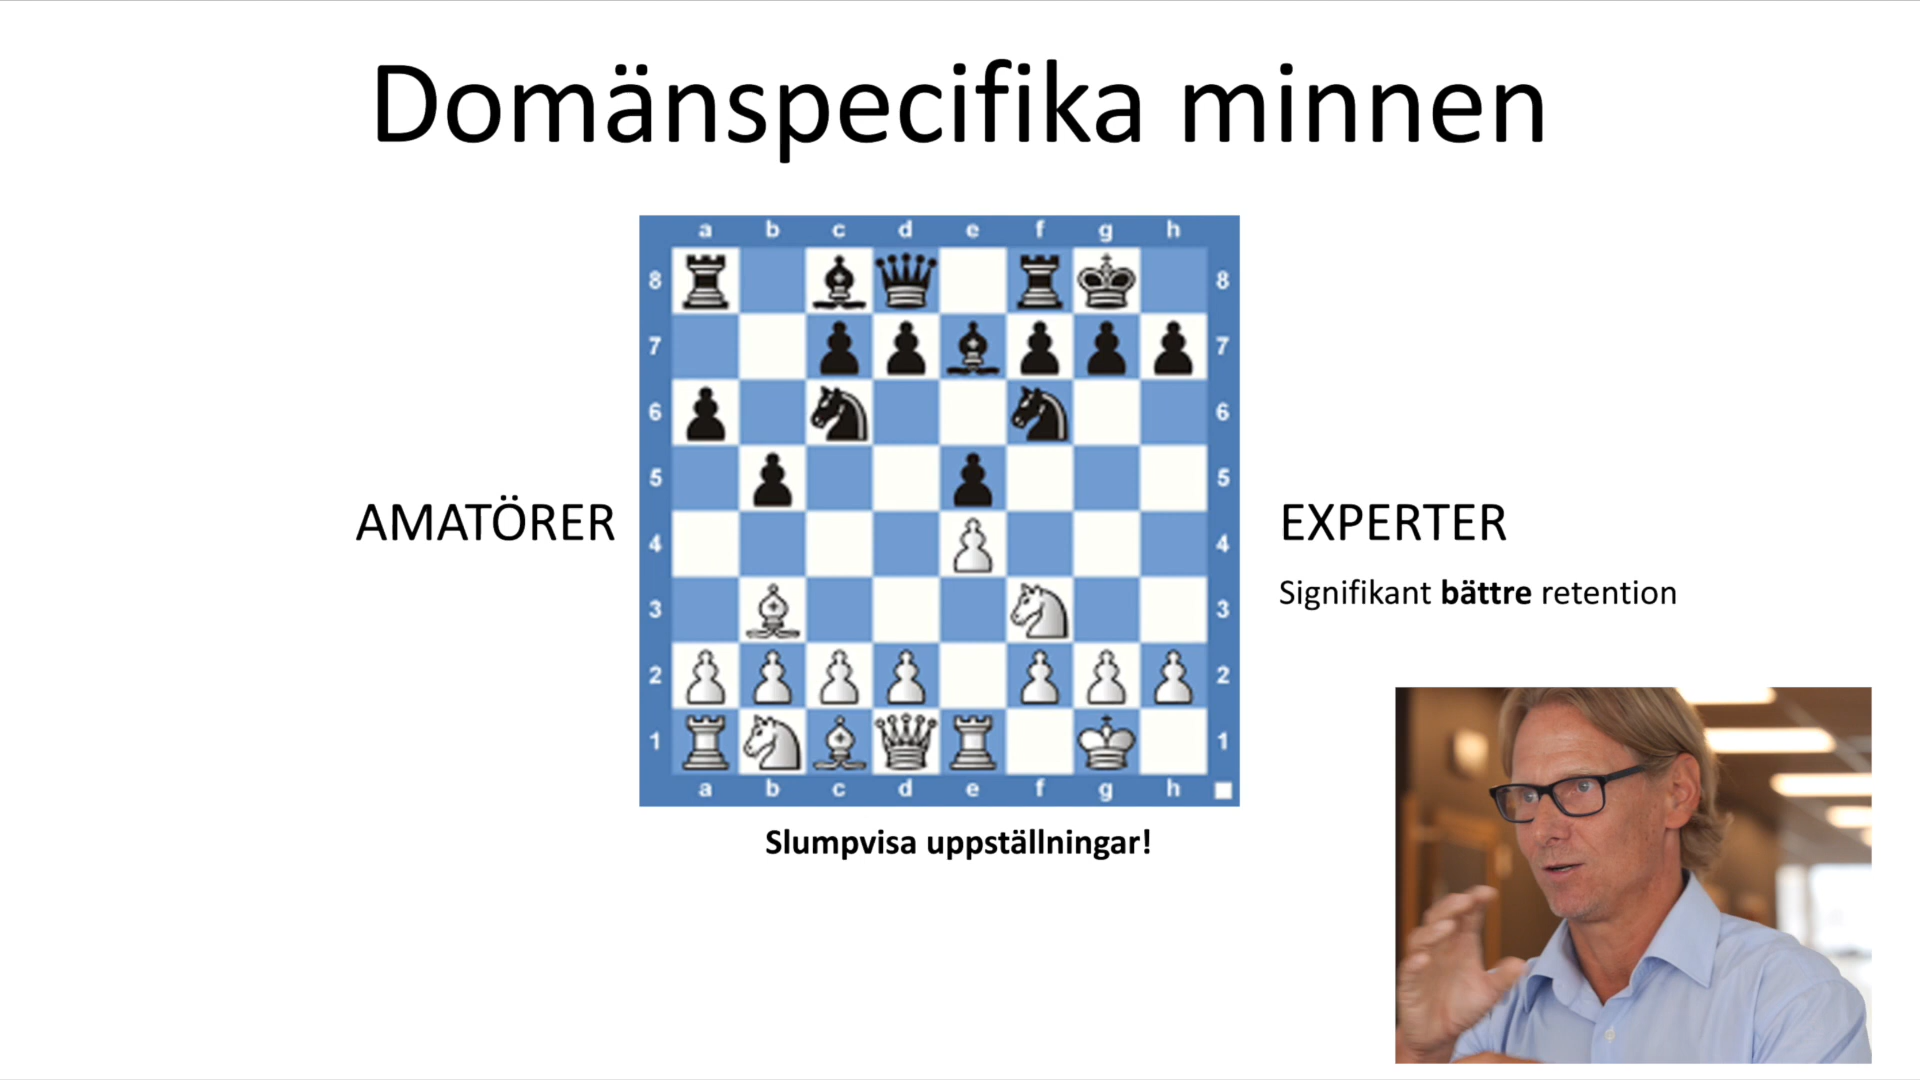 Domänspecifika minnen
a b c d e f g h
8 8
7 7
6 6
5 5
AMATÖRER
EXPERTER
4 4
Signifikant bättre retention
3 3
2 2
1 1
a b c d e f g h
Slumpvisa uppställningar!